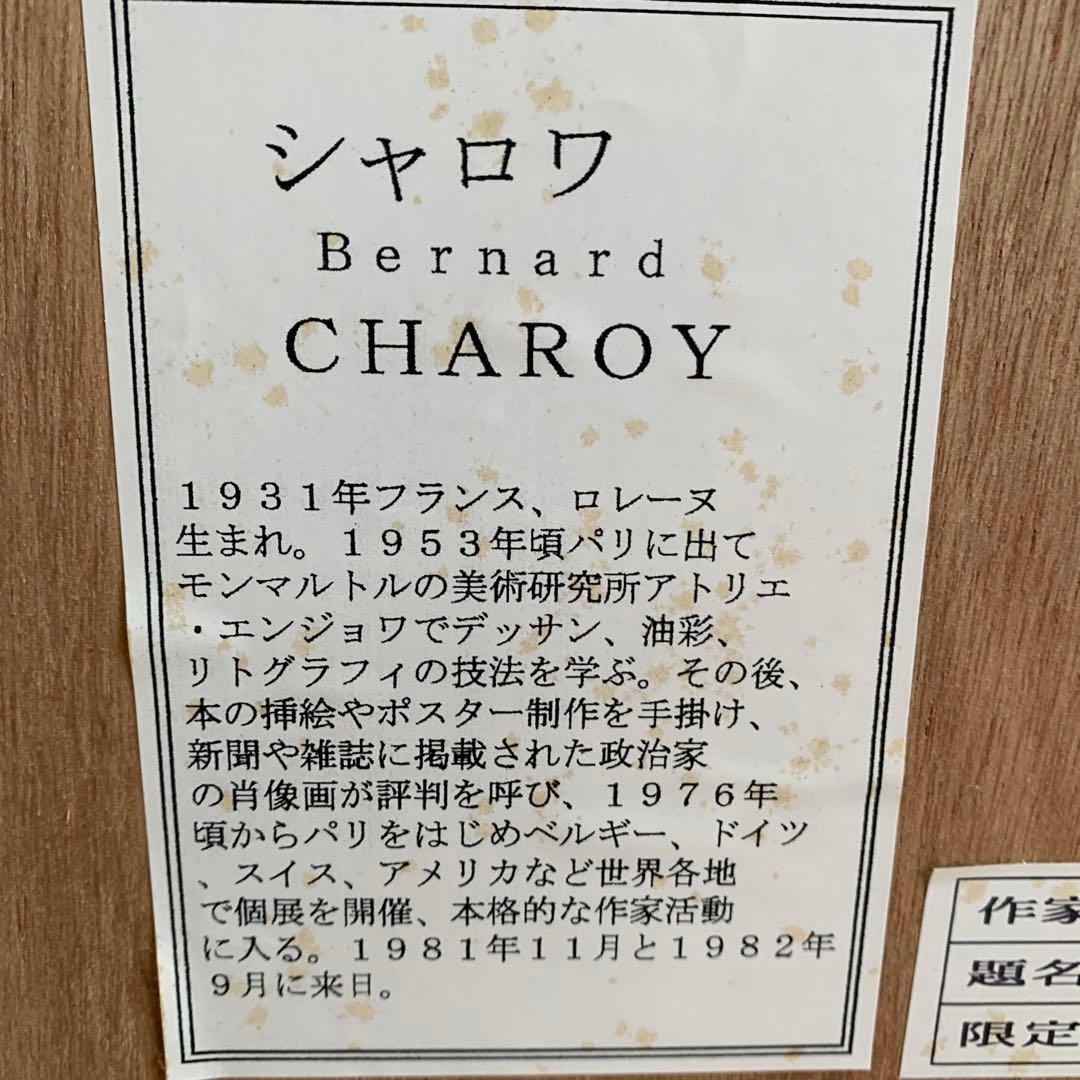 シャロワ
Bernard
CHAROY
１９３１年フランス、ロレーヌ
生まれ。１９５３年頃パリに出て
モンマルトルの美術研究所アトリエ
・エンジョワでデッサン、油彩、
リトグラフィの技法を学ぶ。その後、
本の挿絵やポスター制作を手掛け、
新聞や雑誌に掲載された政治家
の肖像画が評判を呼び、１９７６年
頃からパリをはじめベルギー、ドイツ
、スイス、アメリカなど世界各地
で個展を開催、本格的な作家活動
に入る。１９８１年１１月と１９８２年
９月に来日。
作家
題名
限定